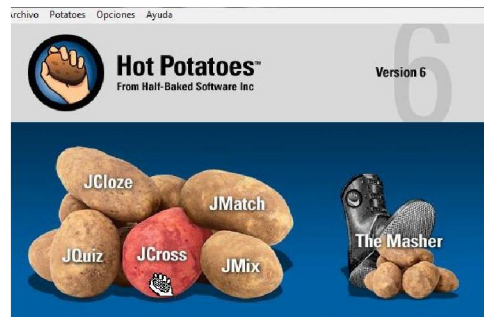 Archivo Potatoes Opciones Ayuda
Hot Potatoes™
From Half-Baked Software Inc
Version 6
6
JCloze
JMatch
JQuiz
JCross
JMix
The Masher